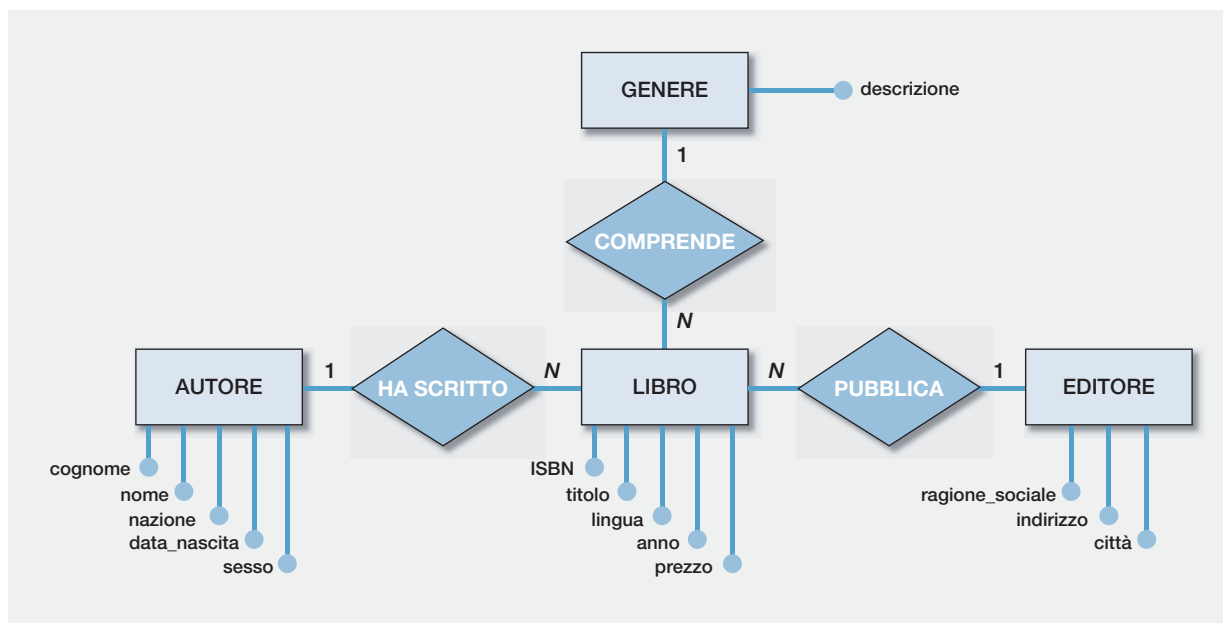 GENERE
descrizione
1
COMPRENDE
N
AUTORE
1
HA SCRITTO
N
LIBRO
N
PUBBLICA
1
EDITORE
cognome
nome
nazione
data_nascita
sesso
ISBN
titolo
lingua
anno
prezzo
ragione_sociale
indirizzo
città